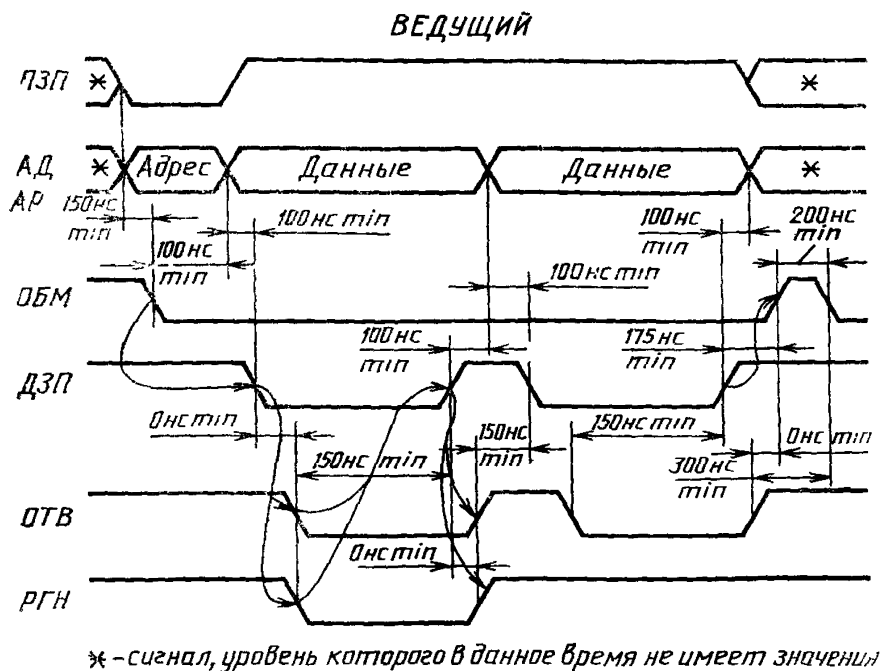 ВЕДУЩИЙ
ПЗП
*
*
АД
*
Адрес
Данные
Данные
*
АР
150нс min
100нс min
100нс min
200нс min
100нс min
100нс min
ОБМ
100нс min
175нс min
ДЗП
0нс min
150нс min
150нс min
150нс min
0нс min
300нс min
ОТВ
0нс min
РГН
* - сигнал, уровень которого в данное время не имеет значения